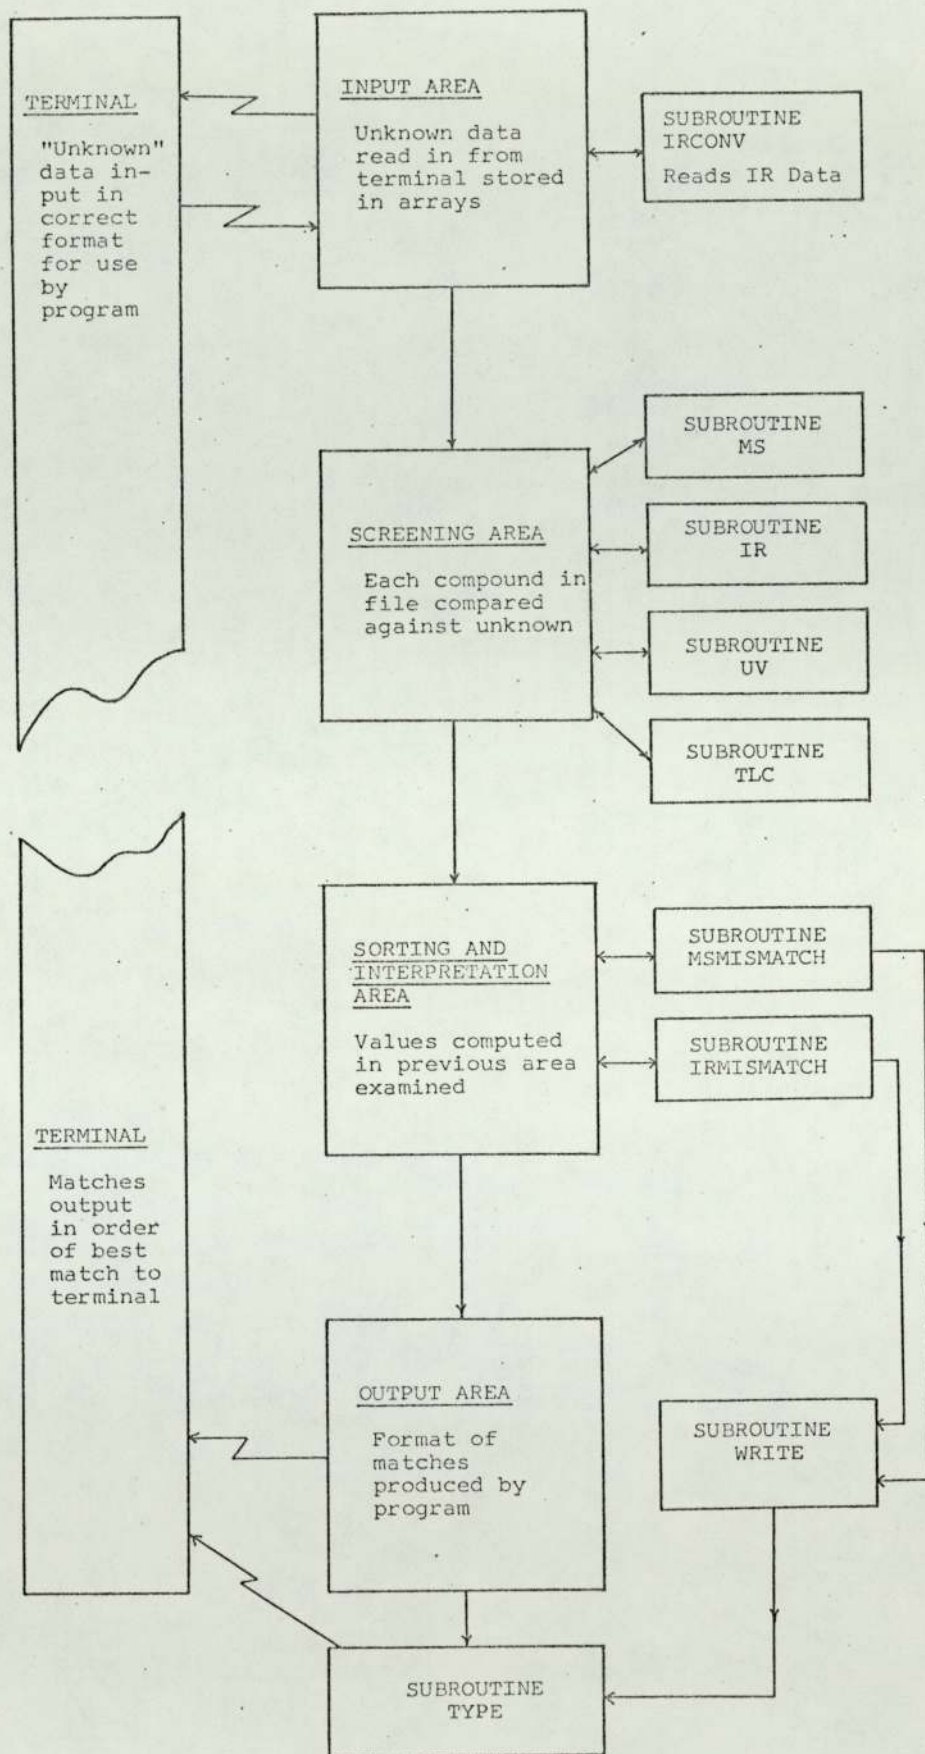 TERMINAL
"Unknown"
data in-
put in
correct
format
for use
by
program
INPUT AREA
Unknown data
read in from
terminal stored
in arrays
SUBROUTINE
IRCONV
Reads IR Data
SCREENING AREA
Each compound in
file compared
against unknown
SUBROUTINE
MS
SUBROUTINE
IR
SUBROUTINE
UV
SUBROUTINE
TLC
SORTING AND
INTERPRETATION
AREA
Values computed
in previous area
examined
SUBROUTINE
MSMISMATCH
SUBROUTINE
IRMISMATCH
TERMINAL
Matches
output
in order
of best
match to
terminal
OUTPUT AREA
Format of
matches
produced by
program
SUBROUTINE
WRITE
SUBROUTINE
TYPE